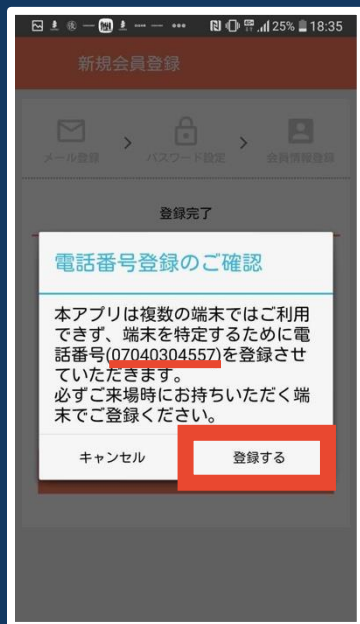 25% 18:35
新規会員登録
メール登録 > パスワード設定 > 会員情報登録
登録完了
電話番号登録のご確認
本アプリは複数の端末ではご利用
できず、端末を特定するために電
話番号(07040304557)を登録させ
ていただきます。
必ずご来場時にお持ちいただく端
末でご登録ください。
キャンセル 登録する